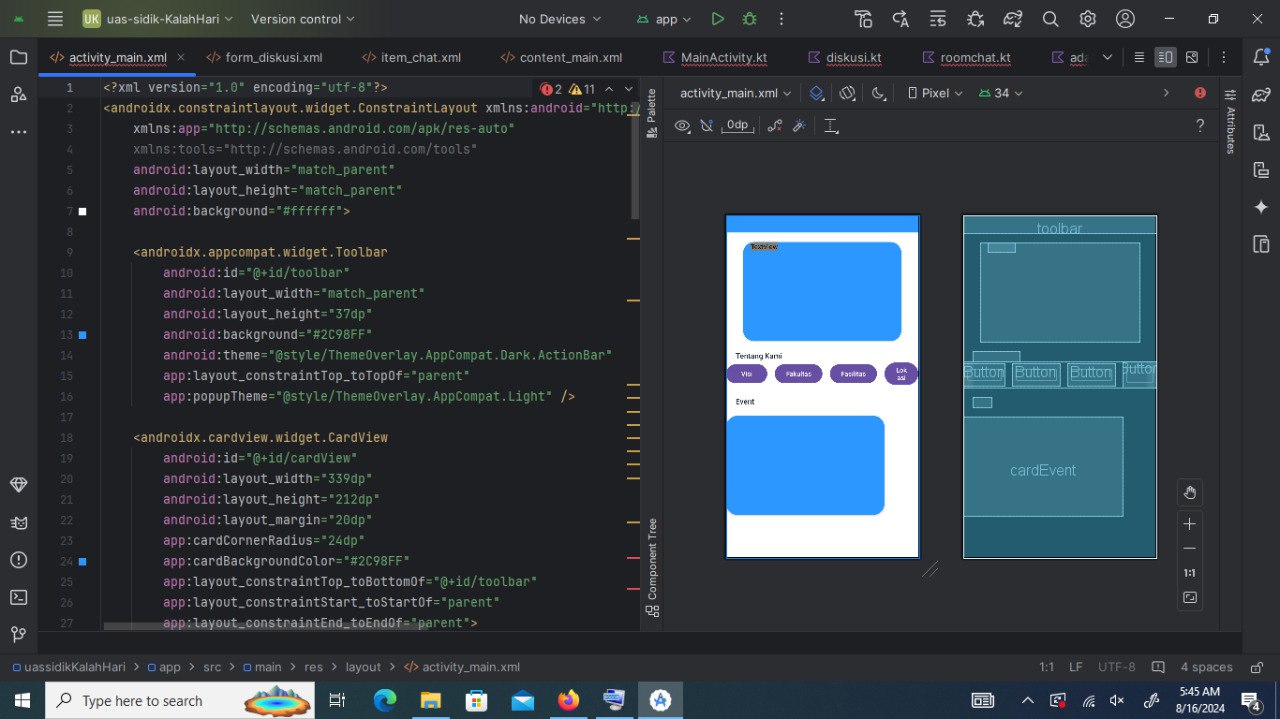 UK uas-sidik-KalahHari Version control No Devices app
activity_main.xml form_diskusi.xml item_chat.xml content_main.xml MainActivity.kt diskusi.kt roomchat.kt
1 <?xml version="1.0" encoding="utf-8"?> 2 11
2 <androidx.constraintlayout.widget.ConstraintLayout xmlns:android="http:/
3 xmlns:app="http://schemas.android.com/apk/res-auto"
4 xmlns:tools="http://schemas.android.com/tools"
5 android:layout_width="match_parent"
6 android:layout_height="match_parent"
7 android:background="#ffffff">
8
9 <androidx.appcompat.widget.Toolbar
10 android:id="@+id/toolbar"
11 android:layout_width="match_parent"
12 android:layout_height="37dp"
13 android:background="#2C98FF"
14 android:theme="@style/ThemeOverlay.AppCompat.Dark.ActionBar"
15 app:layout_constraintTop_toTopOf="parent"
16 app:popupTheme="@style/ThemeOverlay.AppCompat.Light" />
17
18 <androidx.cardview.widget.CardView
19 android:id="@+id/cardView"
20 android:layout_width="339dp"
21 android:layout_height="212dp"
22 android:layout_margin="20dp"
23 app:cardCornerRadius="24dp"
24 app:cardBackgroundColor="#2C98FF"
25 app:layout_constraintTop_toBottomOf="@+id/toolbar"
26 app:layout_constraintStart_toStartOf="parent"
27 app:layout_constraintEnd_toEndOf="parent">
Palette
Component Tree
activity_main.xml Pixel 34
0dp
Attributes
TextView
Tentang Kami
Visi Fakultas Fasilitas Lok
asi
Event
toolbar
Button Button Button Button
cardEvent
1:1
uassidikKalahHari app src main res layout activity_main.xml 1:1 LF UTF-8 4 spaces
Type here to search
8/16/2024
4